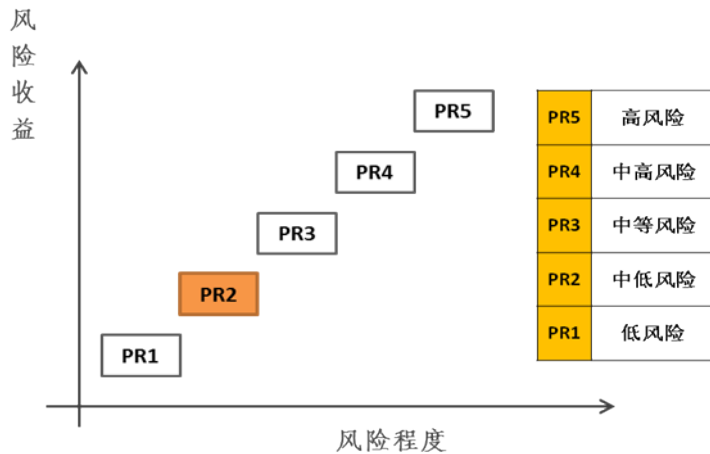 风险收益
PR5
PR4
PR3
PR2
PR1
风险程度
PR5 高风险
PR4 中高风险
PR3 中等风险
PR2 中低风险
PR1 低风险